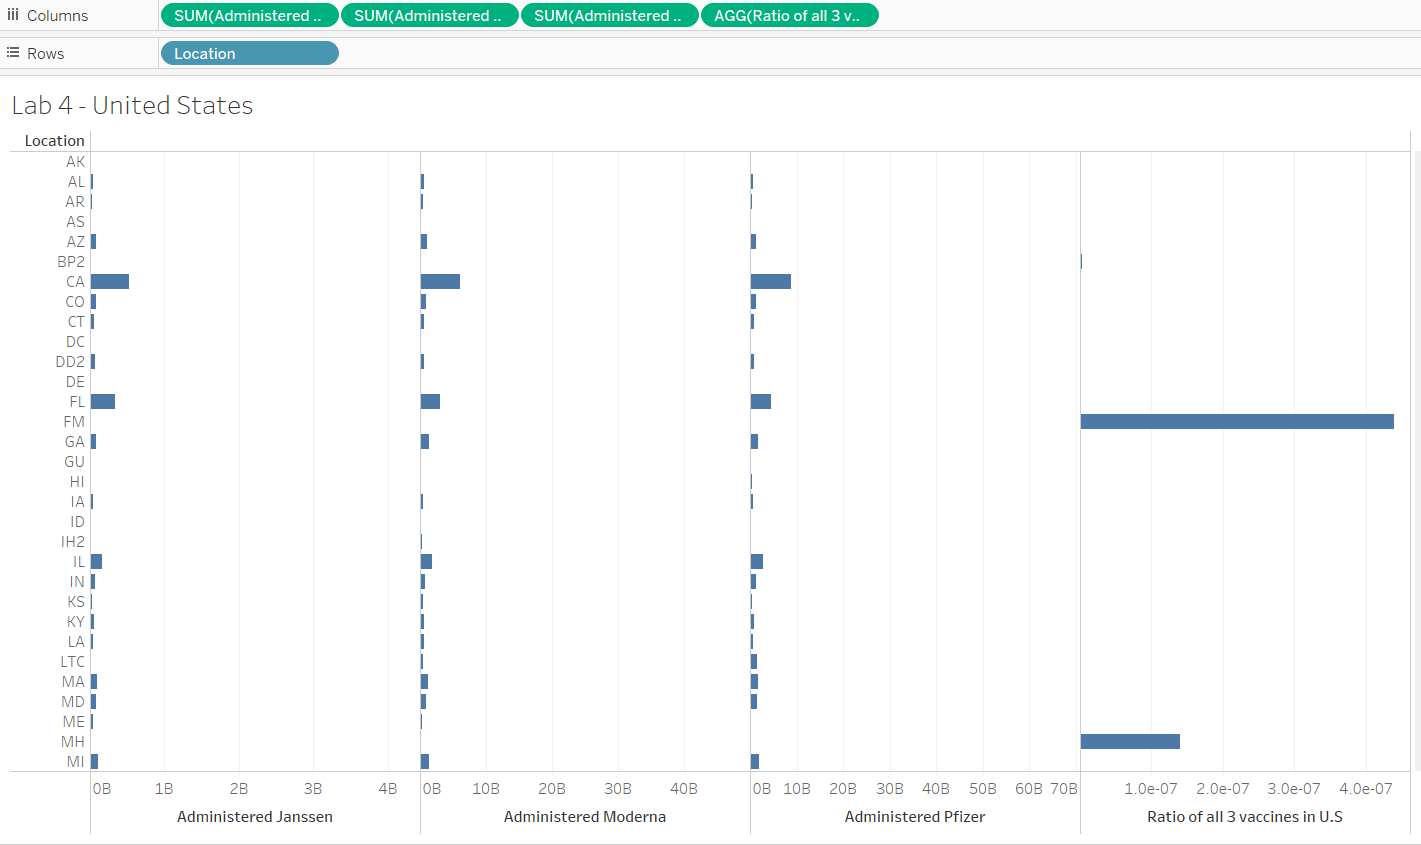 Columns SUM(Administered .. SUM(Administered .. SUM(Administered .. AGG(Ratio of all 3 v..
Rows Location
Lab 4 - United States
Location
AK
AL
AR
AS
AZ
BP2
CA
CO
CT
DC
DD2
DE
FL
FM
GA
GU
HI
IA
ID
IH2
IL
IN
KS
KY
LA
LTC
MA
MD
ME
MH
MI
0B 1B 2B 3B 4B 0B 10B 20B 30B 40B 0B 10B 20B 30B 40B 50B 60B 70B 1.0e-07 2.0e-07 3.0e-07 4.0e-07
Administered Janssen Administered Moderna Administered Pfizer Ratio of all 3 vaccines in U.S